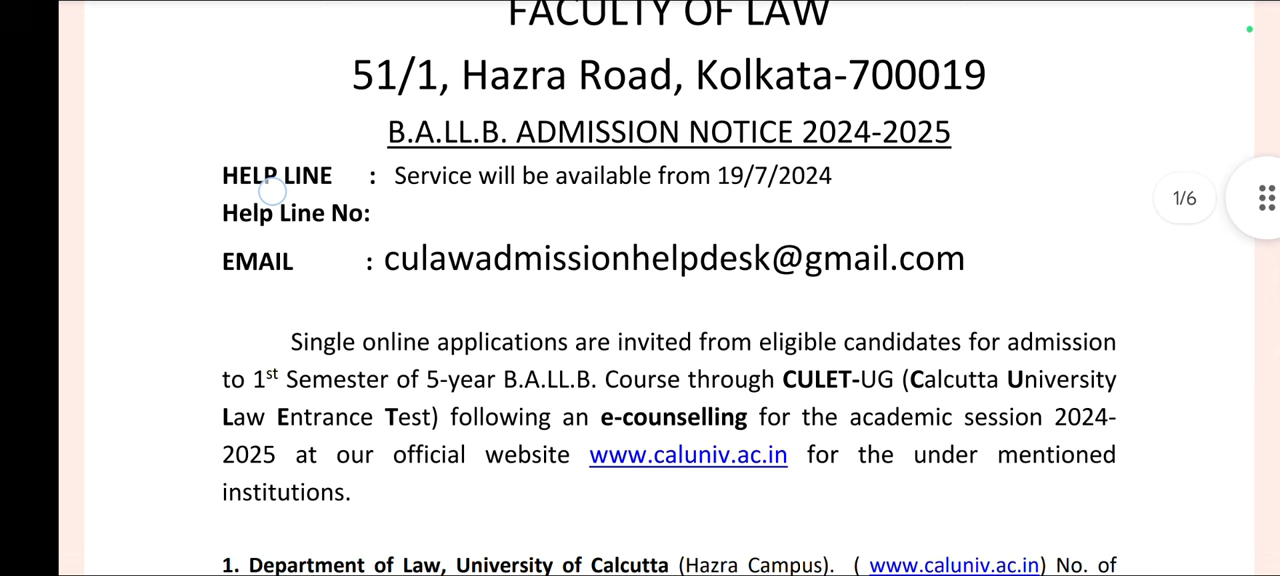 FACULTY OF LAW
51/1, Hazra Road, Kolkata-700019
B.A.LL.B. ADMISSION NOTICE 2024-2025
HELP LINE : Service will be available from 19/7/2024
Help Line No:
EMAIL : culawadmissionhelpdesk@gmail.com
1/6
Single online applications are invited from eligible candidates for admission
to 1st Semester of 5-year B.A.LL.B. Course through CULET-UG (Calcutta University
Law Entrance Test) following an e-counselling for the academic session 2024-
2025 at our official website www.caluniv.ac.in for the under mentioned
institutions.
1. Department of Law, University of Calcutta (Hazra Campus). ( www.caluniv.ac.in) No. of